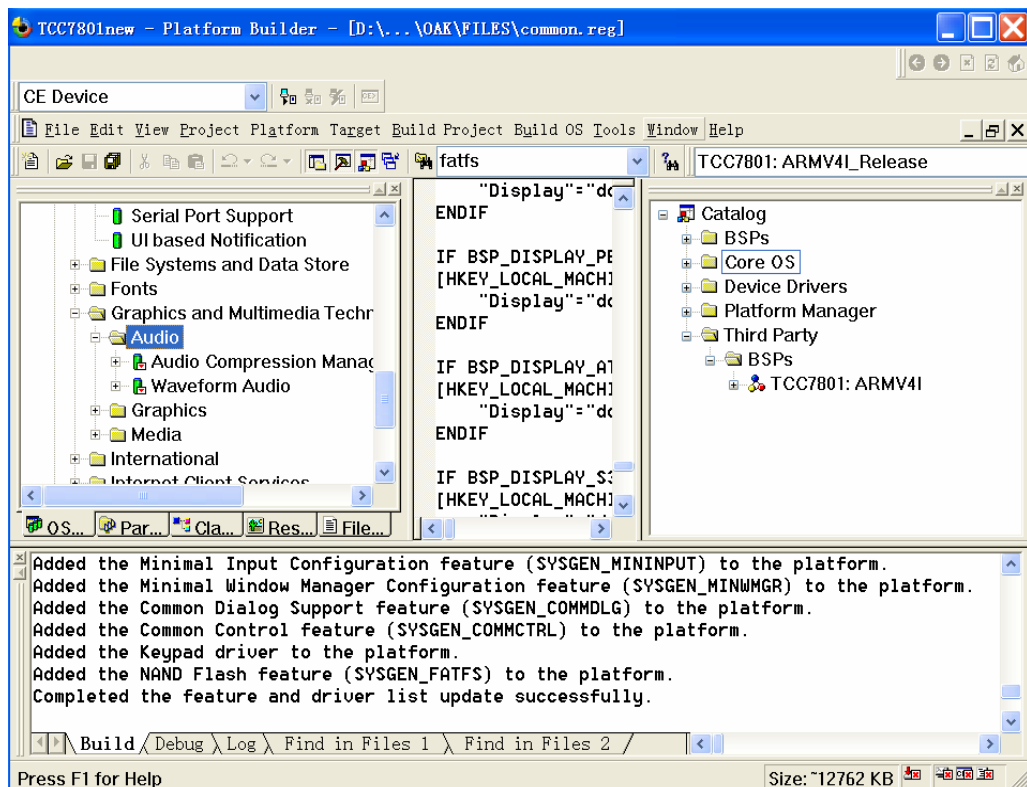 TCC7801new - Platform Builder - [D:\...\OAK\FILES\common.reg]
CE Device
File Edit View Project Platform Target Build Project Build OS Tools Window Help
fatfs
TCC7801: ARMV4I_Release
Serial Port Support
UI based Notification
File Systems and Data Store
Fonts
Graphics and Multimedia Techr
Audio
Audio Compression Manag
Waveform Audio
Graphics
Media
International
Internet Client Services
OS... Par... Cla... Res... File...
"Display"="do
ENDIF
IF BSP_DISPLAY_PE
[HKEY_LOCAL_MACHI
"Display"="do
ENDIF
IF BSP_DISPLAY_AT
[HKEY_LOCAL_MACHI
"Display"="do
ENDIF
IF BSP_DISPLAY_S3
[HKEY_LOCAL_MACHI
Catalog
BSPs
Core OS
Device Drivers
Platform Manager
Third Party
BSPs
TCC7801: ARMV4I
Added the Minimal Input Configuration feature (SYSGEN_MININPUT) to the platform.
Added the Minimal Window Manager Configuration feature (SYSGEN_MINWMGR) to the platform.
Added the Common Dialog Support feature (SYSGEN_COMMDLG) to the platform.
Added the Common Control feature (SYSGEN_COMMCTRL) to the platform.
Added the Keypad driver to the platform.
Added the NAND Flash feature (SYSGEN_FATFS) to the platform.
Completed the feature and driver list update successfully.
Build Debug Log Find in Files 1 Find in Files 2
Press F1 for Help
Size: ~12762 KB